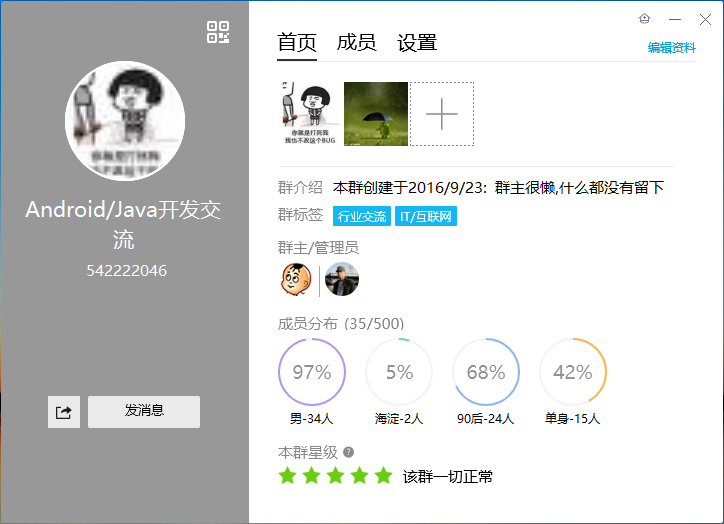 首页 成员 设置
编辑资料
你就是打死我
我也不改这个BUG
Android/Java开发交
流
542222046
发消息
群介绍 本群创建于2016/9/23: 群主很懒,什么都没有留下
群标签 行业交流 IT/互联网
群主/管理员
成员分布 (35/500)
97% 5% 68% 42%
男-34人 海淀-2人 90后-24人 单身-15人
本群星级 ?
该群一切正常